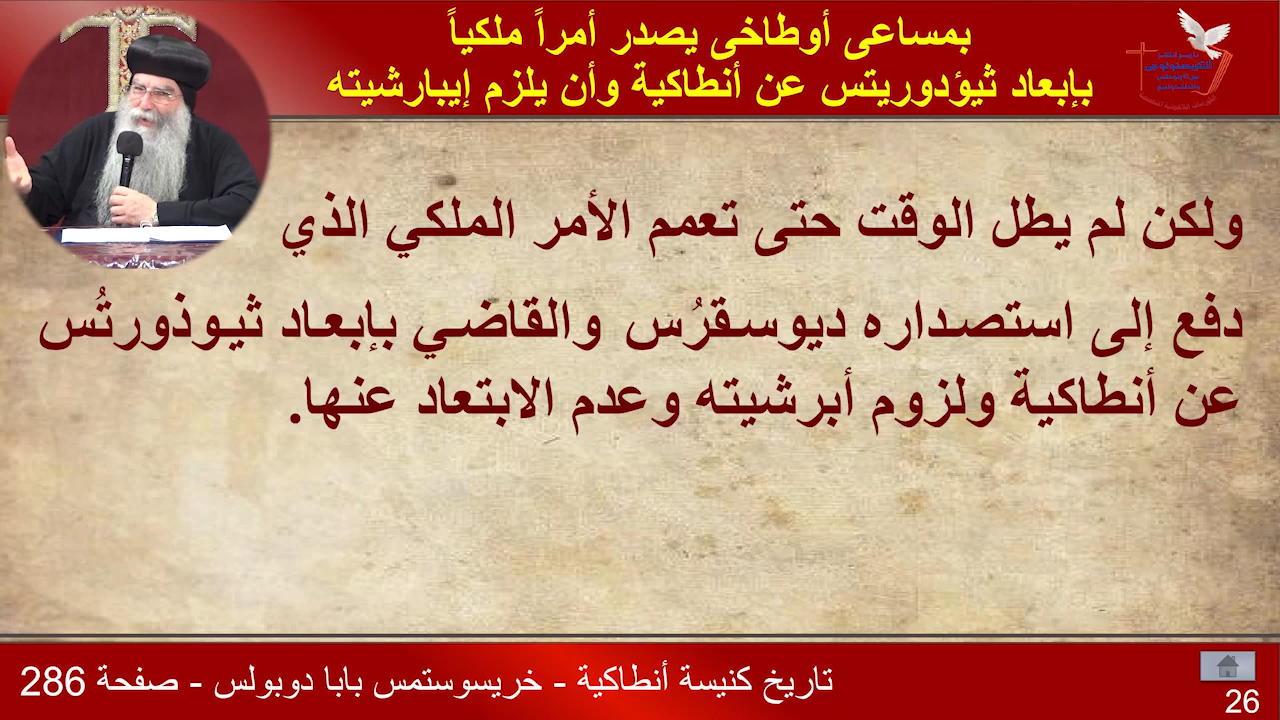 بمساعى أوطاخى يصدر أمراً ملكياً
بإبعاد ثيؤدوريتس عن أنطاكية وأن يلزم إيبارشيته
ولكن لم يطل الوقت حتى تعمم الأمر الملكي الذي
دفع إلى استصداره ديوسقرُس والقاضي بإبعاد ثيوذورتُس
عن أنطاكية ولزوم أبرشيته وعدم الابتعاد عنها.
تاريخ كنيسة أنطاكية - خريسوستمس بابا دوبولس - صفحة 286
26